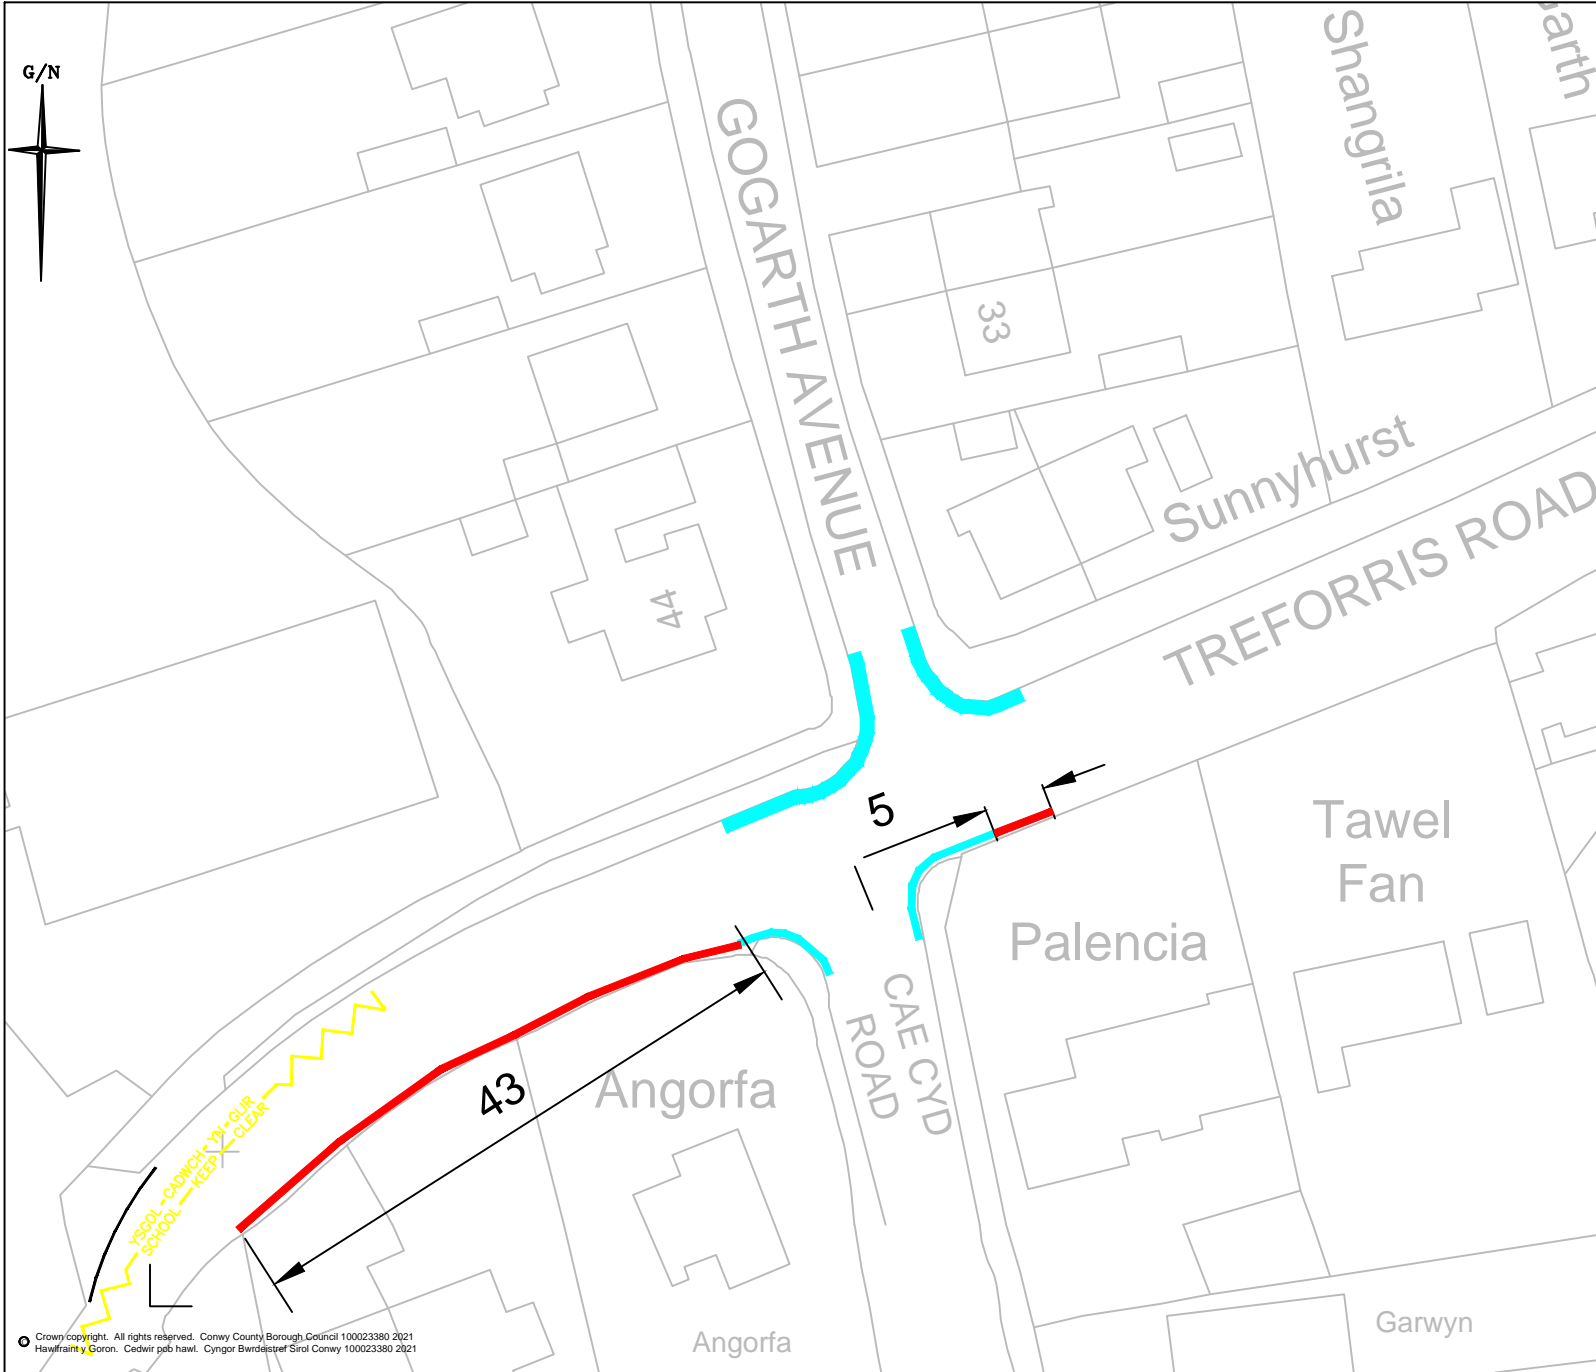 G/N
GOGARTH AVENUE
Shangrila
arth
33
Sunnyhurst
TREFORRIS ROAD
44
5
Tawel
Fan
Palencia
CAE CYD
ROAD
43
Angorfa
YSGOL - CADWCH - YN - GLIR
SCHOOL - KEEP - CLEAR
Garwyn
Angorfa
© Crown copyright. All rights reserved. Conwy County Borough Council 100023380 2021
Hawlfraint y Goron. Cedwir pob hawl. Cyngor Bwrdeistref Sirol Conwy 100023380 2021